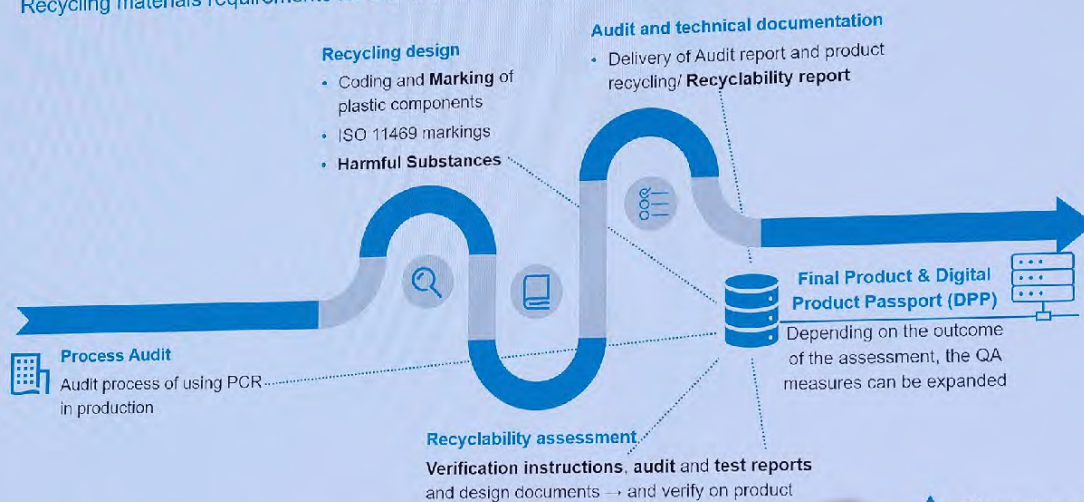 Recycling materials requirements
Recycling design
• Coding and Marking of
plastic components
• ISO 11469 markings
• Harmful Substances
Audit and technical documentation
• Delivery of Audit report and product
recycling/ Recyclability report
Process Audit
Audit process of using PCR
in production
Final Product & Digital
Product Passport (DPP)
Depending on the outcome
of the assessment, the QA
measures can be expanded
Recyclability assessment
Verification instructions, audit and test reports
and design documents → and verify on product